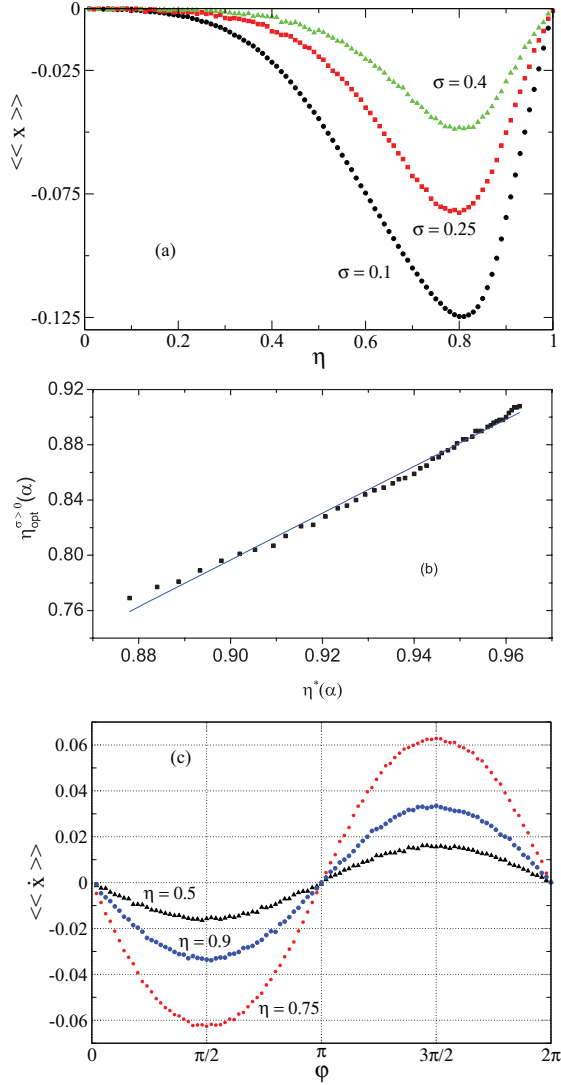 0
-0.025
-0.075
-0.125
<< x >>
σ = 0.4
σ = 0.25
σ = 0.1
(a)
0 0.2 0.4 0.6 0.8 1
η
0.92
0.88
0.84
0.80
0.76
η^{σ > 0}_{opt}(α)
(b)
0.88 0.90 0.92 0.94 0.96
η^*(α)
0.06
0.04
0.02
0
-0.02
-0.04
-0.06
<< ẋ >>
(c)
η = 0.5
η = 0.9
η = 0.75
0 π/2 π 3π/2 2π
φ